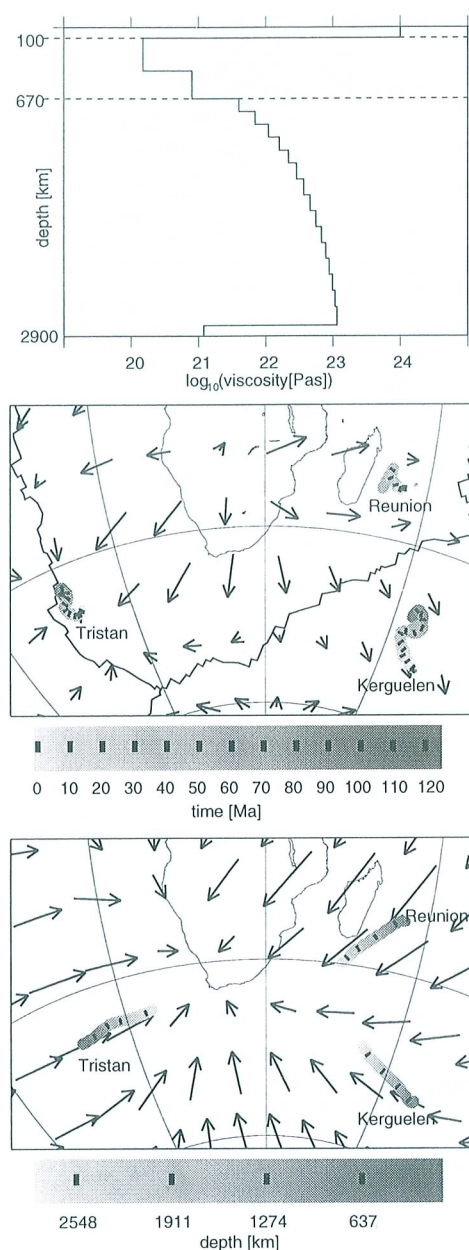 100
670
depth [km]
2900
20 21 22 23 24
log₁₀(viscosity[Pas])
Reunion
Tristan
Kerguelen
0 10 20 30 40 50 60 70 80 90 100 110 120
time [Ma]
Reunion
Tristan
Kerguelen
2548 1911 1274 637
depth [km]